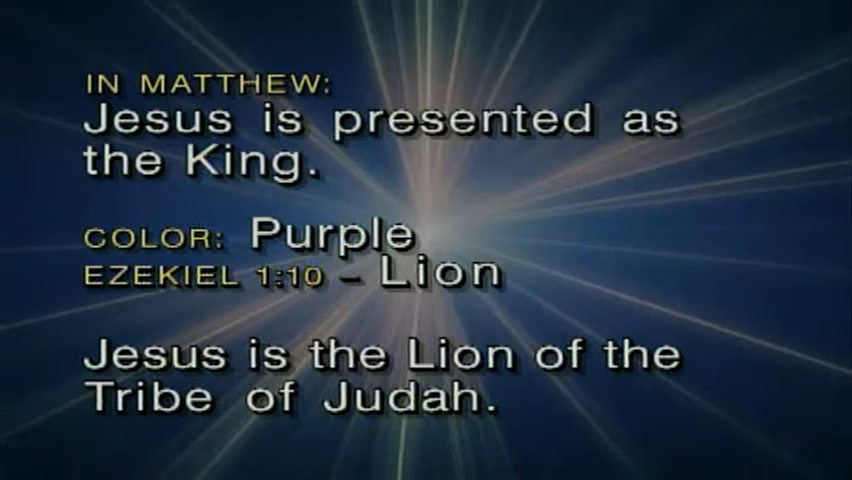 IN MATTHEW:
Jesus is presented as
the King.
COLOR: Purple
EZEKIEL 1:10 – Lion
Jesus is the Lion of the
Tribe of Judah.